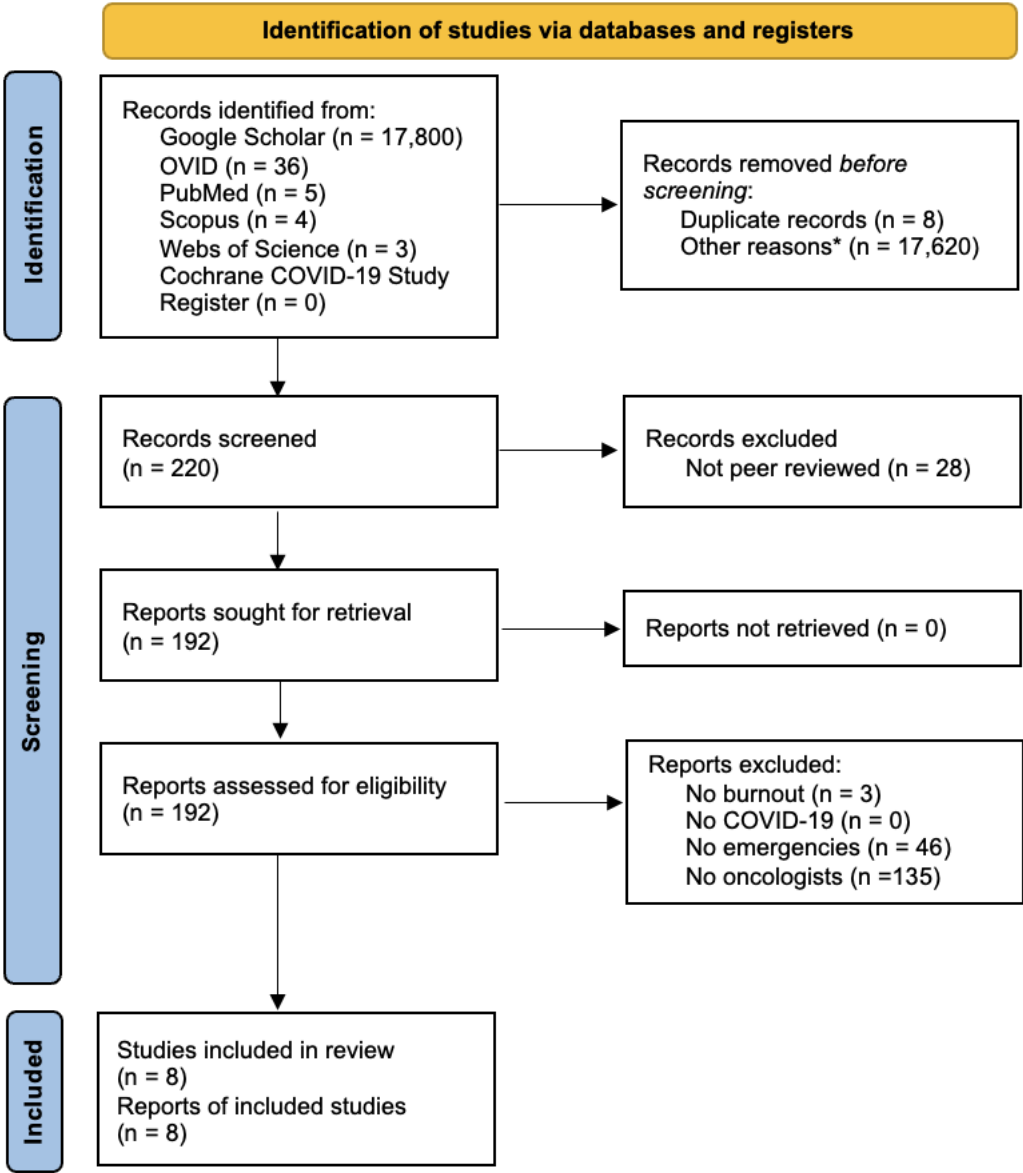 Identification of studies via databases and registers
Identification
Records identified from:
Google Scholar (n = 17,800)
OVID (n = 36)
PubMed (n = 5)
Scopus (n = 4)
Webs of Science (n = 3)
Cochrane COVID-19 Study
Register (n = 0)
Records removed before
screening:
Duplicate records (n = 8)
Other reasons* (n = 17,620)
Screening
Records screened
(n = 220)
Records excluded
Not peer reviewed (n = 28)
Reports sought for retrieval
(n = 192)
Reports not retrieved (n = 0)
Reports assessed for eligibility
(n = 192)
Reports excluded:
No burnout (n = 3)
No COVID-19 (n = 0)
No emergencies (n = 46)
No oncologists (n =135)
Included
Studies included in review
(n = 8)
Reports of included studies
(n = 8)